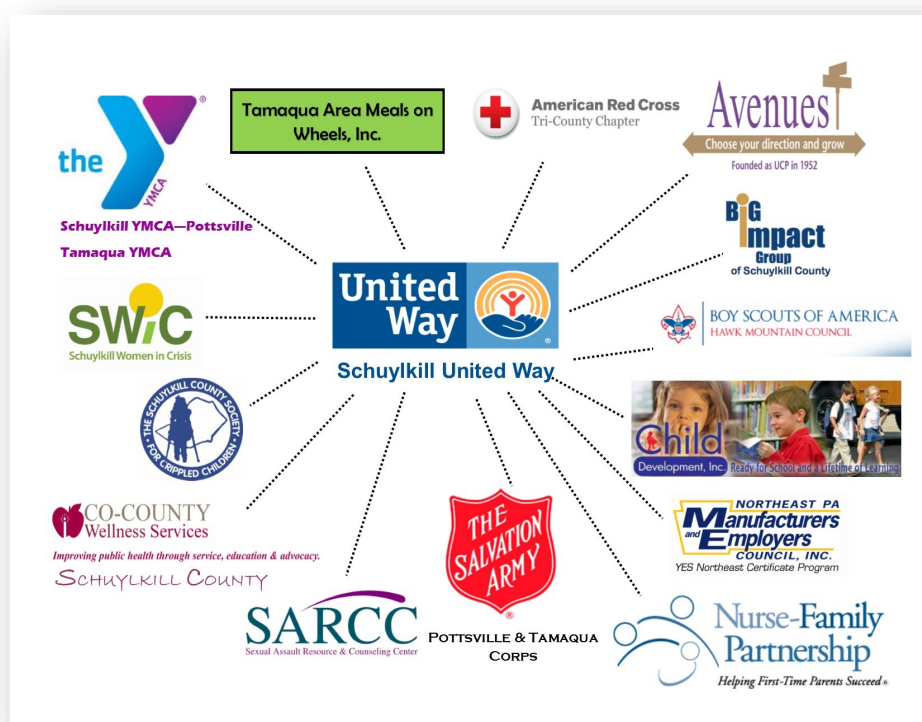 the
YMCA
®
Schuylkill YMCA—Pottsville
Tamaqua YMCA
Tamaqua Area Meals on
Wheels, Inc.
American Red Cross
Tri-County Chapter
Avenues
Choose your direction and grow
Founded as UCP in 1952
BiG
impact
Group
of Schuylkill County
BOY SCOUTS OF AMERICA
HAWK MOUNTAIN COUNCIL
Child
Development, Inc. Ready for School and a Lifetime of Learning
NORTHEAST PA
Manufacturers
and Employers
COUNCIL, INC.
YES Northeast Certificate Program
Nurse-Family
Partnership
Helping First-Time Parents Succeed®
THE
SALVATION
ARMY
®
POTTSVILLE & TAMAQUA
CORPS
SARCC
Sexual Assault Resource & Counseling Center
CO-COUNTY
Wellness Services
Improving public health through service, education & advocacy.
SCHUYLKILL COUNTY
• THE SCHUYLKILL COUNTY SOCIETY •
FOR CRIPPLED CHILDREN
SWiC
Schuylkill Women in Crisis
United
Way
®
Schuylkill United Way